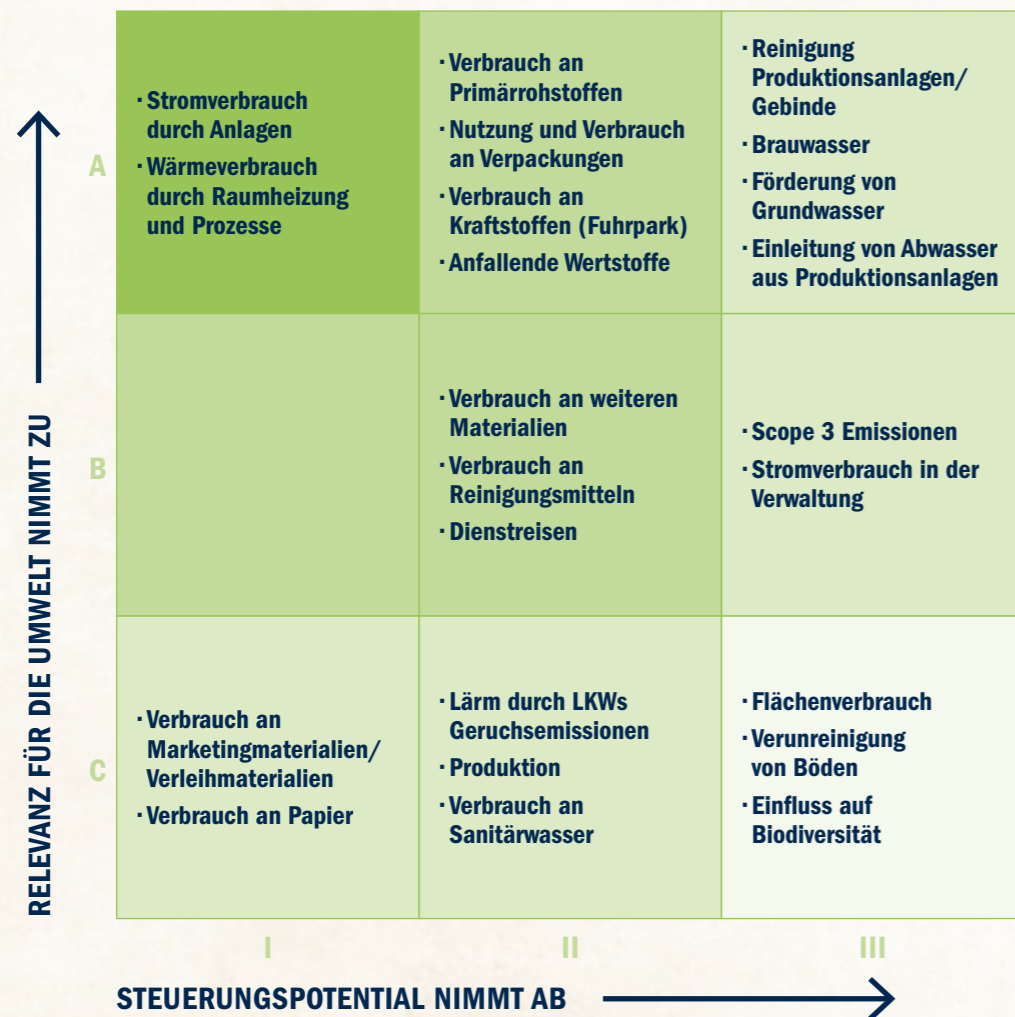 · Stromverbrauch
durch Anlagen
· Wärmeverbrauch
durch Raumheizung
und Prozesse
· Verbrauch an
Primärrohstoffen
· Nutzung und Verbrauch
an Verpackungen
· Verbrauch an
Kraftstoffen (Fuhrpark)
· Anfallende Wertstoffe
· Reinigung
Produktionsanlagen/
Gebinde
· Brauwasser
· Förderung von
Grundwasser
· Einleitung von Abwasser
aus Produktionsanlagen
A
· Verbrauch an weiteren
Materialien
· Verbrauch an
Reinigungsmitteln
· Dienstreisen
· Scope 3 Emissionen
· Stromverbrauch in der
Verwaltung
B
· Verbrauch an
Marketingmaterialien/
Verleihmaterialien
· Verbrauch an Papier
· Lärm durch LKWs
Geruchsemissionen
· Produktion
· Verbrauch an
Sanitärwasser
· Flächenverbrauch
· Verunreinigung
von Böden
· Einfluss auf
Biodiversität
C
RELEVANZ FÜR DIE UMWELT NIMMT ZU
I
II
III
STEUERUNGSPOTENTIAL NIMMT AB